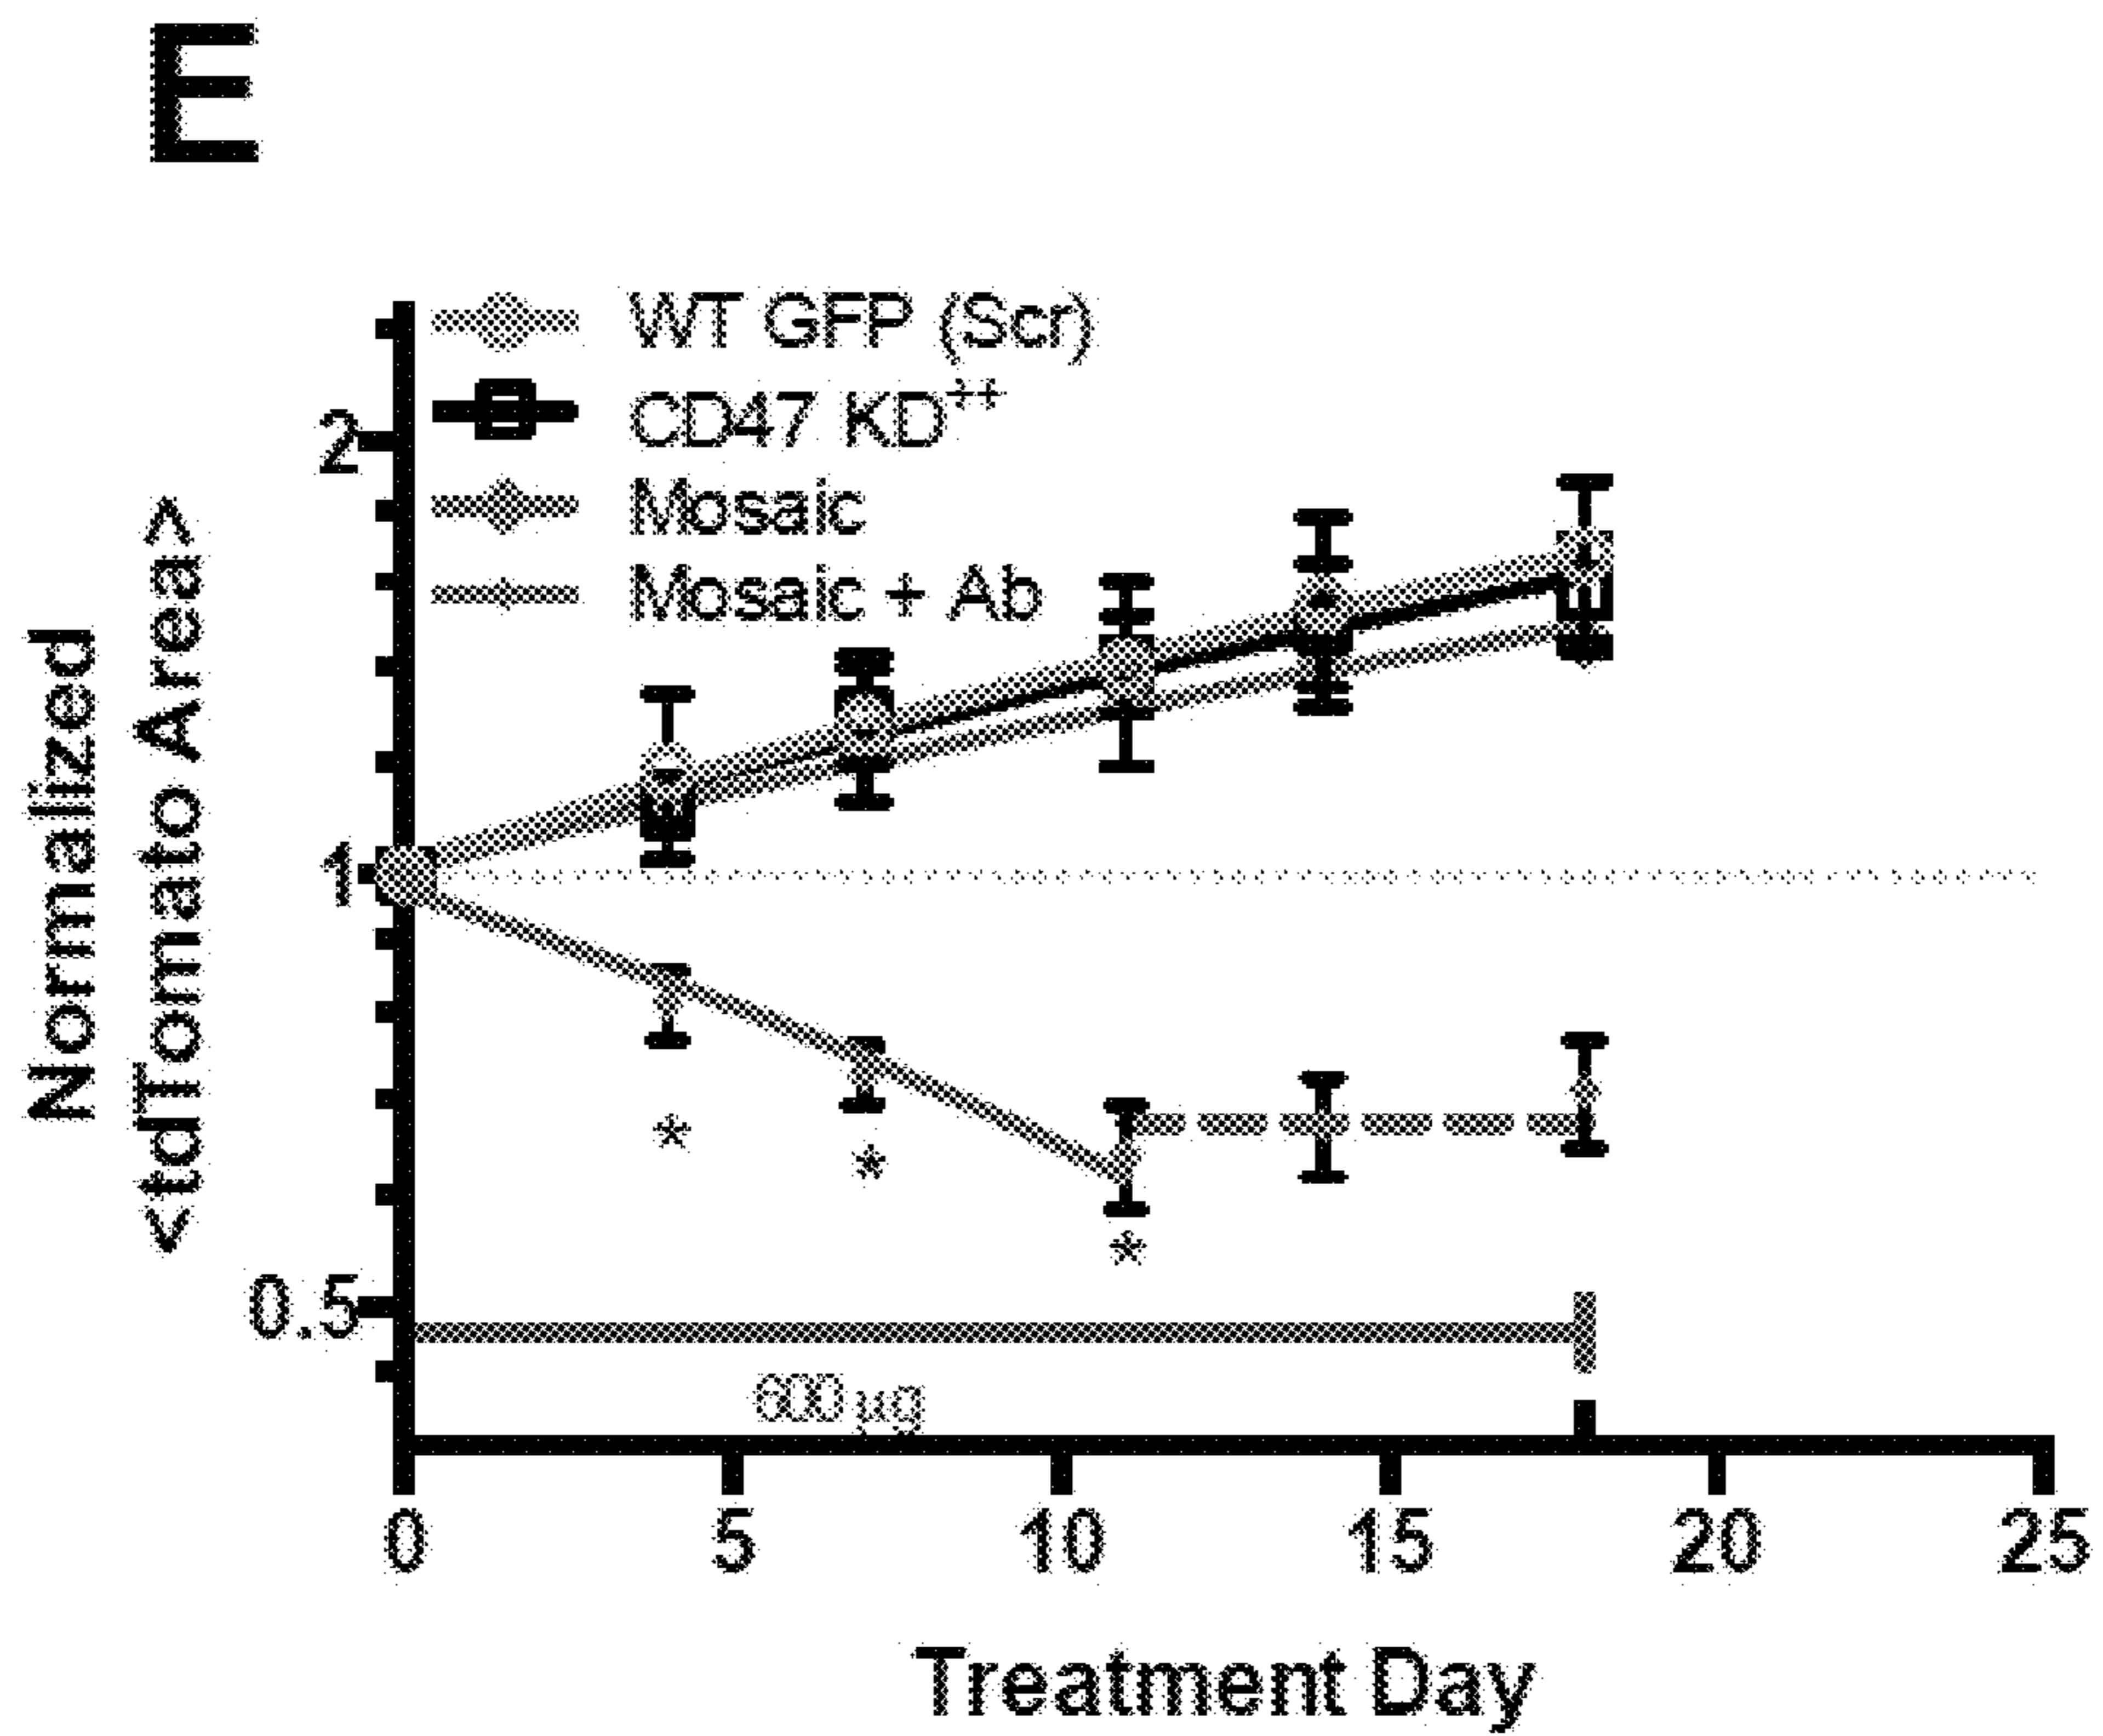 E
WT GFP (Scr)
CD47 KD++
Mosaic
Mosaic + Ab
Normalized
<tdTomato Area>
2
1
0.5
*
*
*
600 µg
0
5
10
15
20
25
Treatment Day